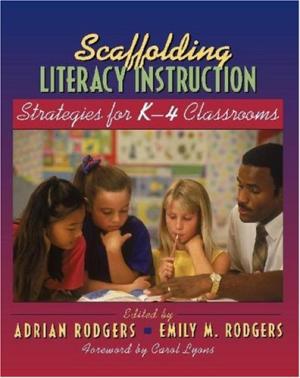 Scaffolding
LITERACY INSTRUCTION
Strategies for K–4 Classrooms
Edited by
ADRIAN RODGERS ■ EMILY M. RODGERS
Foreword by Carol Lyons